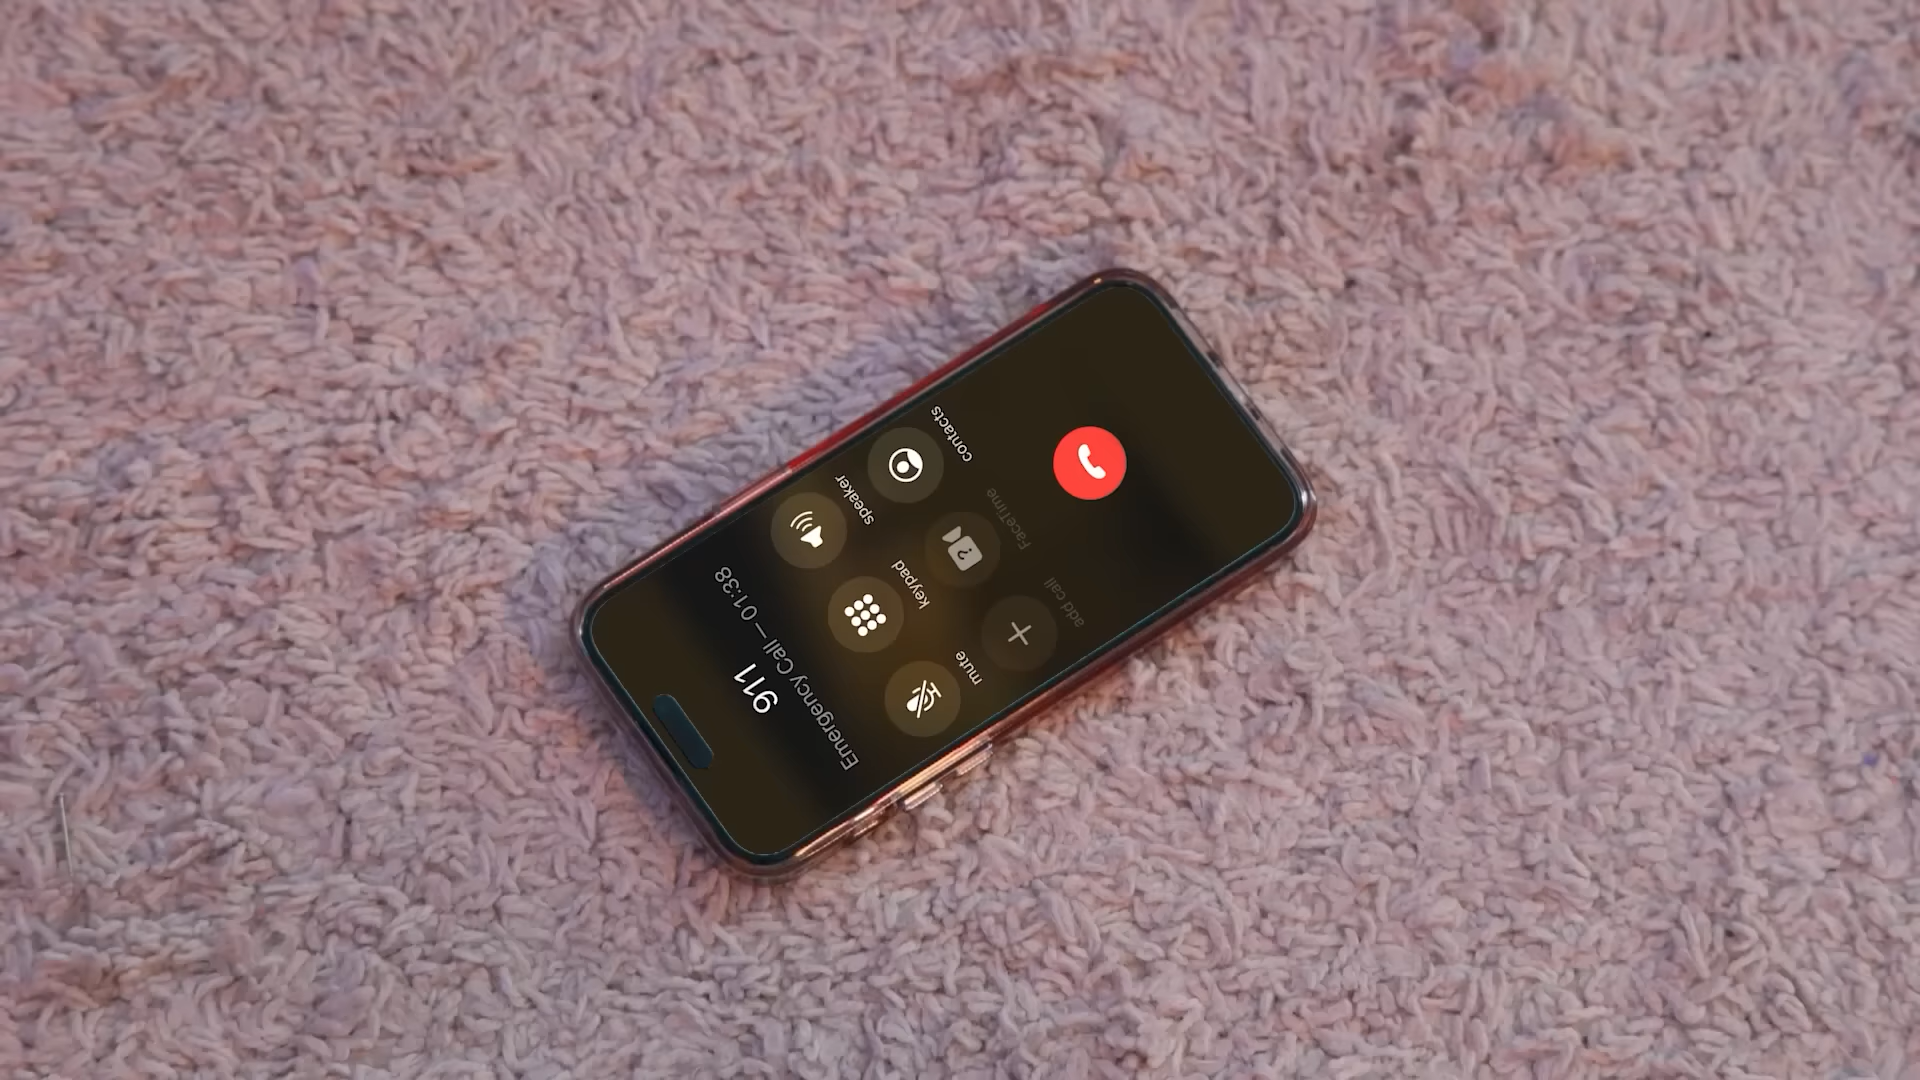 911
Emergency Call — 01:38
mute
keypad
speaker
add call
FaceTime
contacts